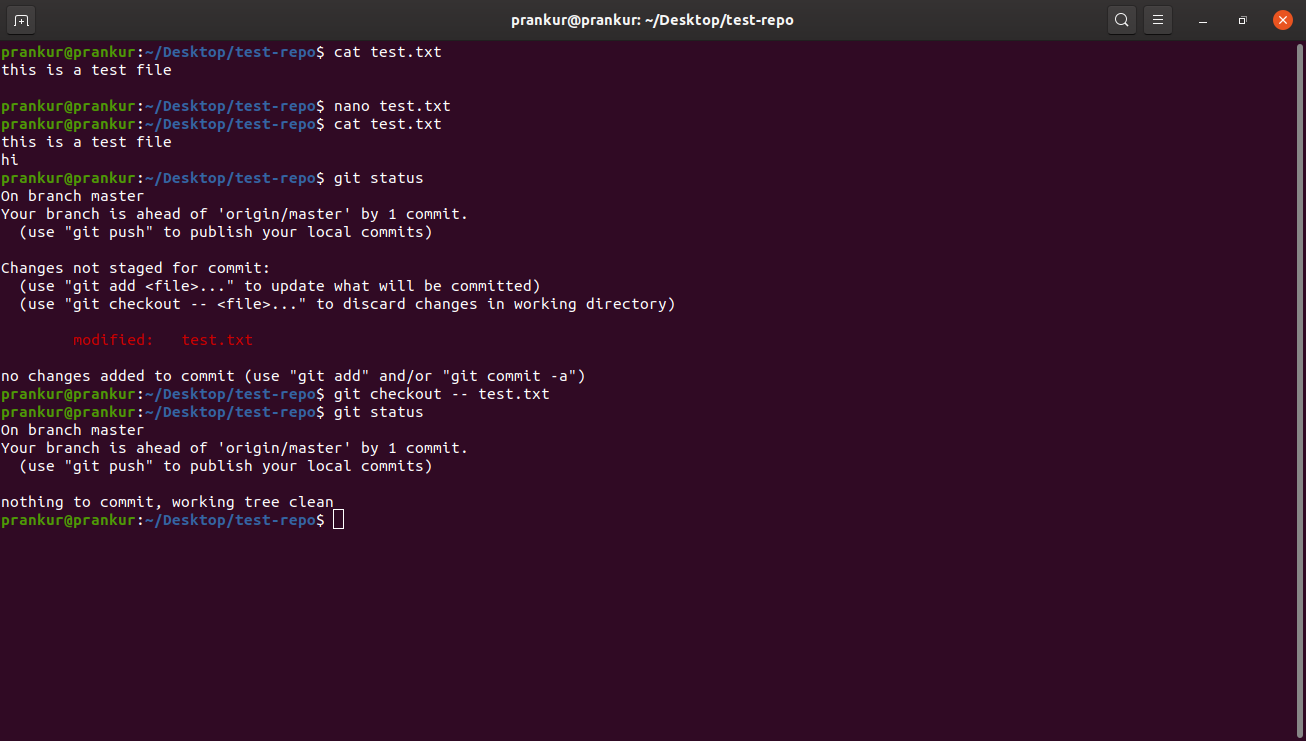 prankur@prankur: ~/Desktop/test-repo
prankur@prankur:~/Desktop/test-repo$ cat test.txt
this is a test file
prankur@prankur:~/Desktop/test-repo$ nano test.txt
prankur@prankur:~/Desktop/test-repo$ cat test.txt
this is a test file
hi
prankur@prankur:~/Desktop/test-repo$ git status
On branch master
Your branch is ahead of 'origin/master' by 1 commit.
  (use "git push" to publish your local commits)
Changes not staged for commit:
  (use "git add <file>..." to update what will be committed)
  (use "git checkout -- <file>..." to discard changes in working directory)
        modified:   test.txt
no changes added to commit (use "git add" and/or "git commit -a")
prankur@prankur:~/Desktop/test-repo$ git checkout -- test.txt
prankur@prankur:~/Desktop/test-repo$ git status
On branch master
Your branch is ahead of 'origin/master' by 1 commit.
  (use "git push" to publish your local commits)
nothing to commit, working tree clean
prankur@prankur:~/Desktop/test-repo$